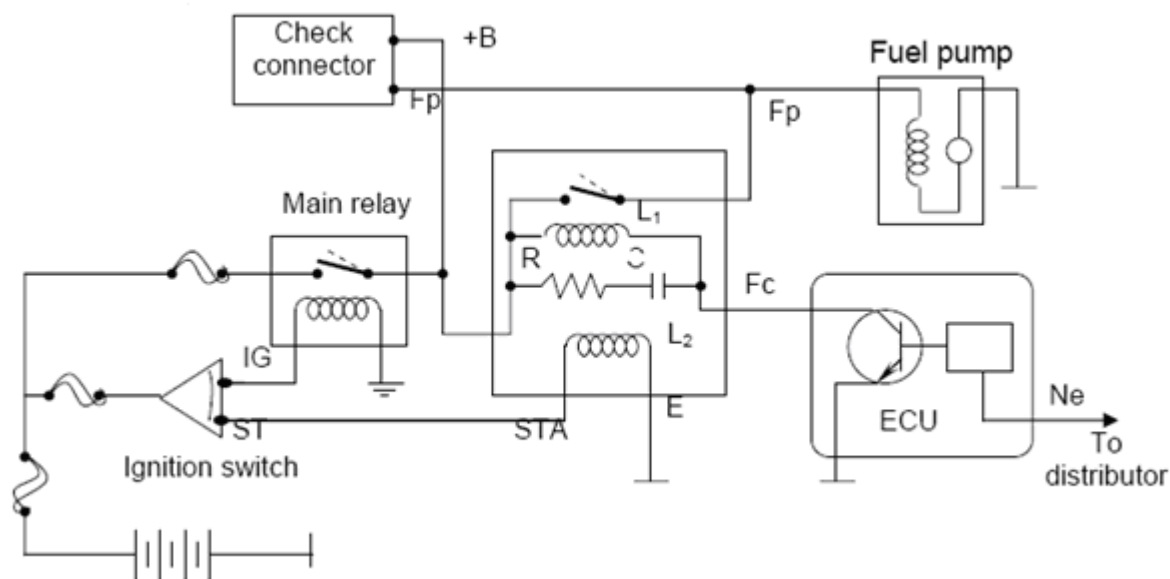 Check
connector
+B
Fp
Fuel pump
Fp
Main relay
L1
R
C
Fc
L2
IG
E
ST
STA
ECU
Ne
To
distributor
Ignition switch